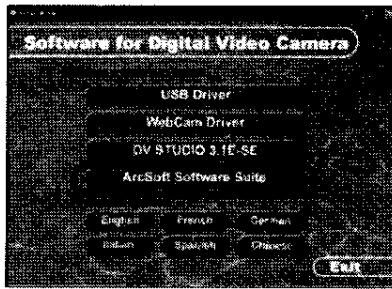 Software for Digital Video Camera
USB Driver
WebCam Driver
DV STUDIO 3.1E-SE
ArcSoft Software Suite
English French German
Italian Spanish Chinese
Exit